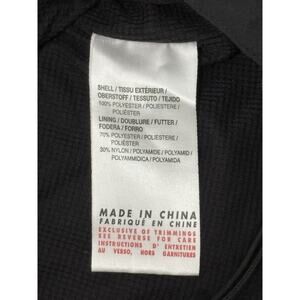 SHELL / TISSU EXTÉRIEUR /
OBERSTOFF / TESSUTO / TEJIDO
100% POLYESTER / POLIESTERE /
POLIÉSTER
LINING / DOUBLURE / FUTTER /
FODERA / FORRO
70% POLYESTER / POLIESTERE /
POLIÉSTER
30% NYLON / POLYAMIDE / POLYAMID /
POLYAMMIDICA / POLYAMIDA
MADE IN CHINA
FABRIQUÉ EN CHINE
EXCLUSIVE OF TRIMMINGS
SEE REVERSE FOR CARE
INSTRUCTIONS D'ENTRETIEN
AU VERSO, HORS GARNITURES